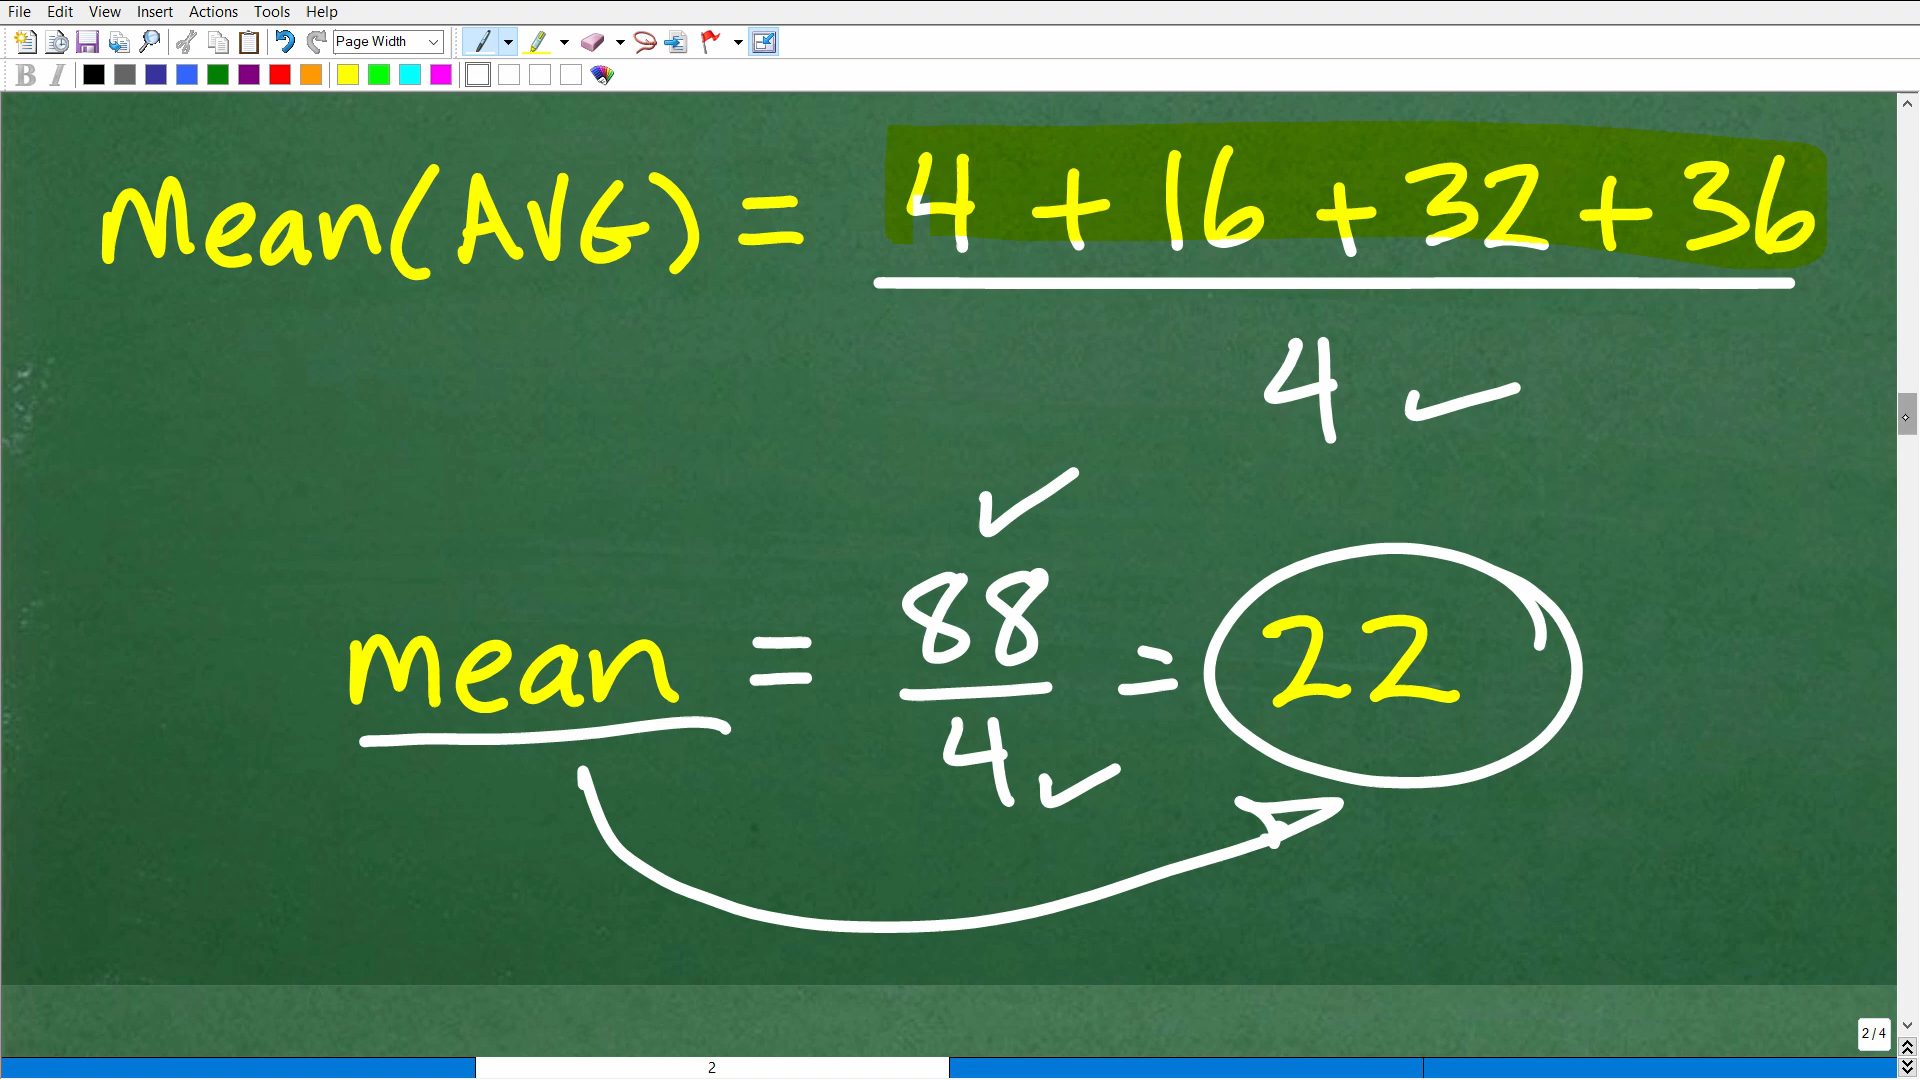 File Edit View Insert Actions Tools Help
Page Width
B I
Mean(AVG) = 4 + 16 + 32 + 36
4 ✓
✓
mean = 88 = 22
4 ✓
2 / 4
2